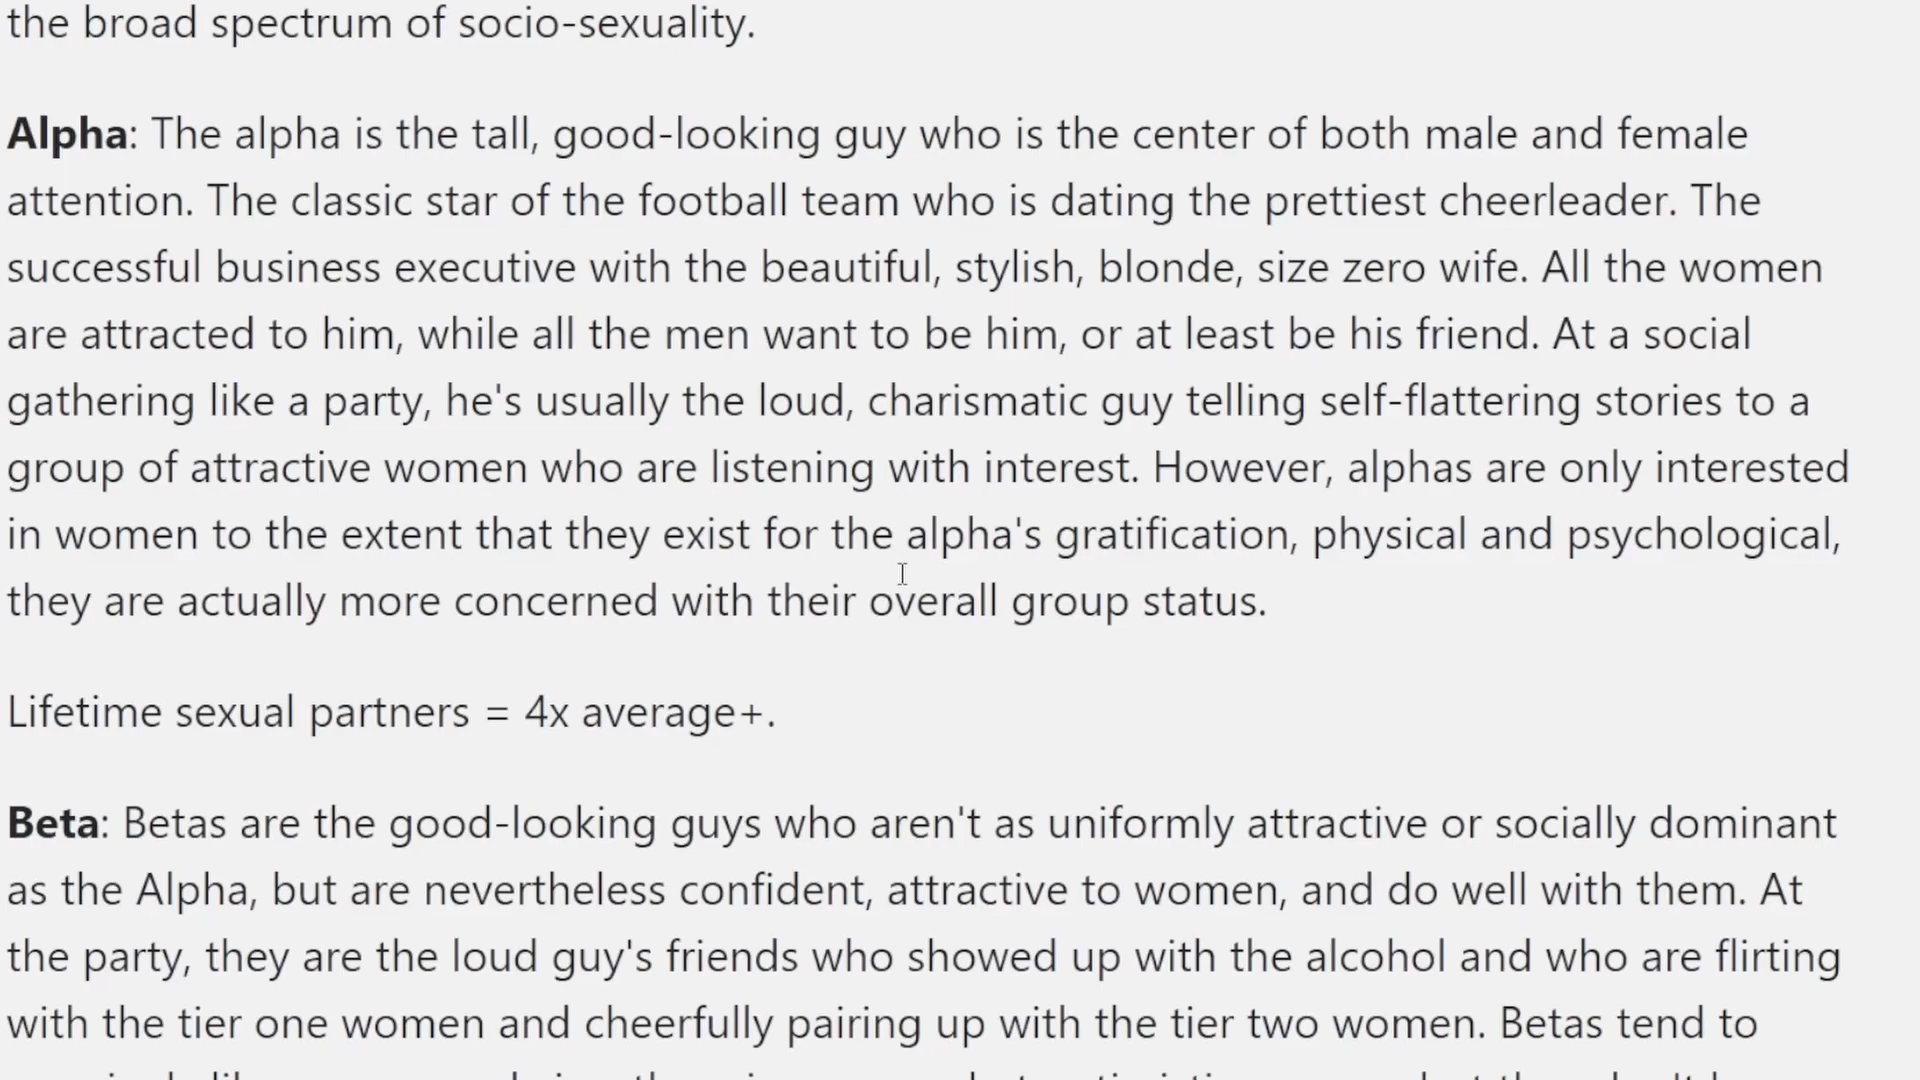 the broad spectrum of socio-sexuality.
Alpha: The alpha is the tall, good-looking guy who is the center of both male and female
attention. The classic star of the football team who is dating the prettiest cheerleader. The
successful business executive with the beautiful, stylish, blonde, size zero wife. All the women
are attracted to him, while all the men want to be him, or at least be his friend. At a social
gathering like a party, he's usually the loud, charismatic guy telling self-flattering stories to a
group of attractive women who are listening with interest. However, alphas are only interested
in women to the extent that they exist for the alpha's gratification, physical and psychological,
they are actually more concerned with their overall group status.
Lifetime sexual partners = 4x average+.
Beta: Betas are the good-looking guys who aren't as uniformly attractive or socially dominant
as the Alpha, but are nevertheless confident, attractive to women, and do well with them. At
the party, they are the loud guy's friends who showed up with the alcohol and who are flirting
with the tier one women and cheerfully pairing up with the tier two women. Betas tend to